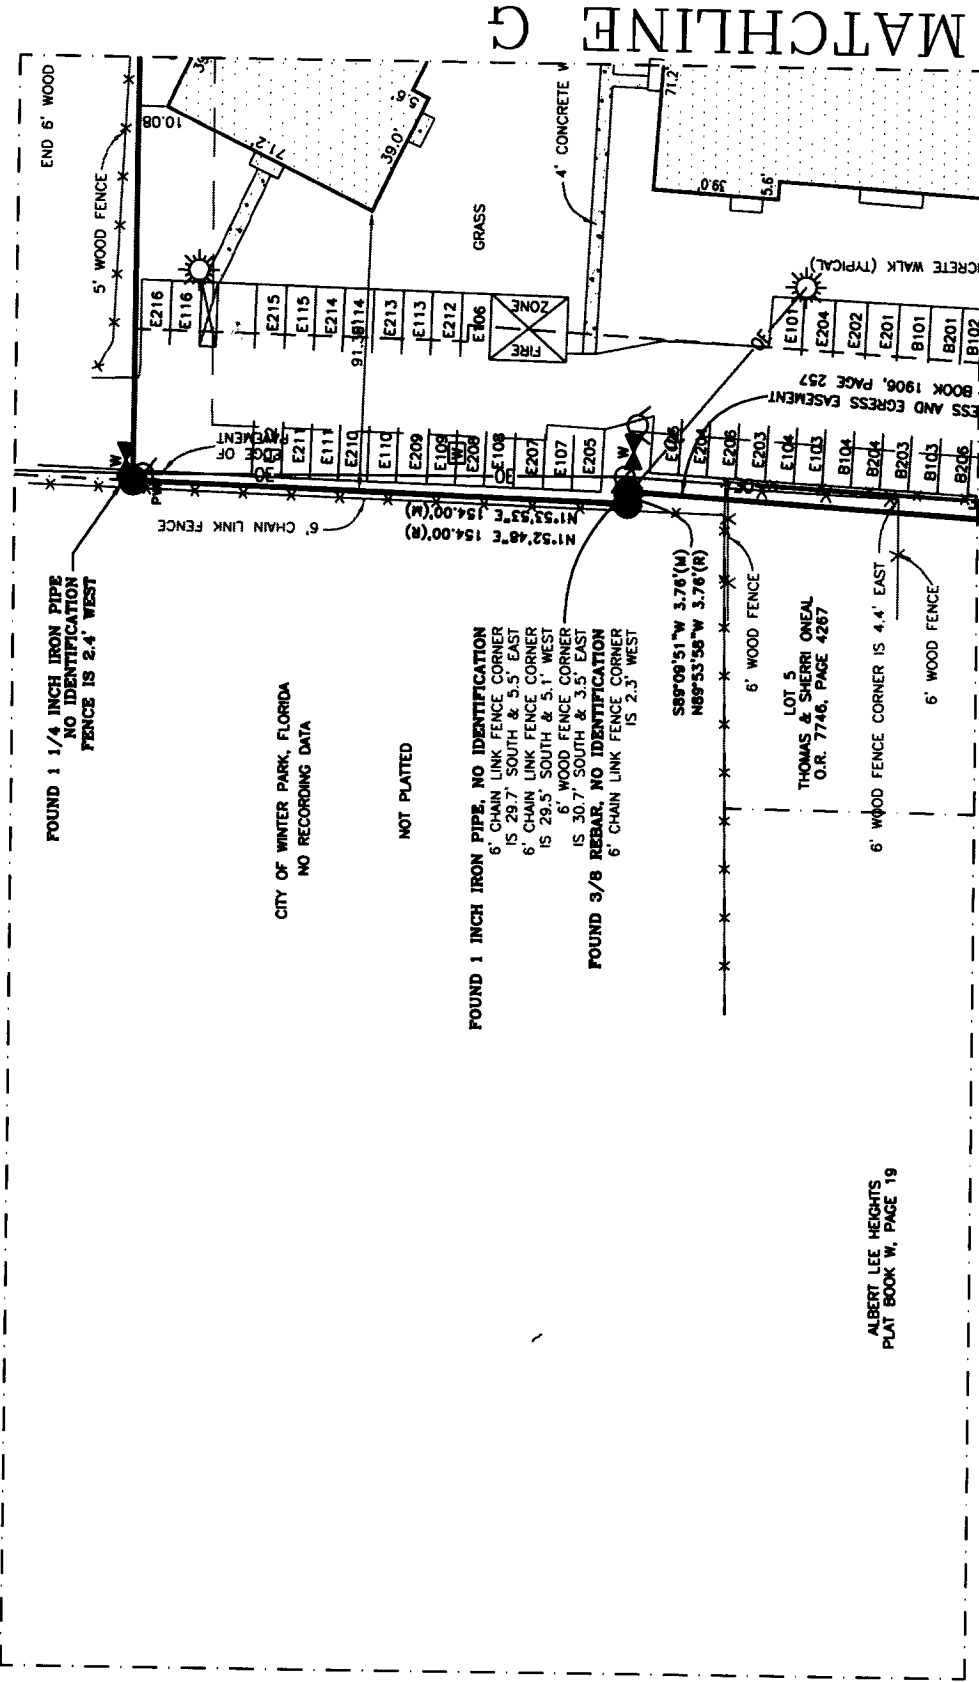 MATCHLINE G
END 6' WOOD
5' WOOD FENCE
10.08
71.2'
39.0'
5.6'
GRASS
4' CONCRETE W
71.2'
39.0'
5.6'
CRETE WALK (TYPICAL)
E216
E116
E215
E115
E214
E114
91.38
E213
E113
E212
E106
FIRE
ZONE
E101
E204
E202
E201
B101
B201
B102
BOOK 1906, PAGE 257
ESS AND EGRESS EASEMENT
EDGE OF
PAVEMENT
E211
E111
E210
E110
E209
E109
W
E208
E108
E207
E107
E205
E206
E203
E104
E103
B104
B204
B203
B103
B206
W
W
OE
6' CHAIN LINK FENCE
N1°53'53"E 154.00'(M)
N1°52'48"E 154.00'(R)
FOUND 1 1/4 INCH IRON PIPE
NO IDENTIFICATION
FENCE IS 2.4' WEST
CITY OF WINTER PARK, FLORIDA
NO RECORDING DATA
NOT PLATTED
FOUND 1 INCH IRON PIPE, NO IDENTIFICATION
6' CHAIN LINK FENCE CORNER
IS 29.7' SOUTH & 5.5' EAST
6' CHAIN LINK FENCE CORNER
IS 29.5' SOUTH & 5.1' WEST
6' WOOD FENCE CORNER
IS 30.7' SOUTH & 3.5' EAST
FOUND 3/8 REBAR, NO IDENTIFICATION
6' CHAIN LINK FENCE CORNER
IS 2.3' WEST
S89°09'51"W 3.76'(M)
N89°53'58"W 3.76'(R)
6' WOOD FENCE
LOT 5
THOMAS & SHERRI ONEAL
O.R. 7746, PAGE 4267
6' WOOD FENCE CORNER IS 4.4' EAST
6' WOOD FENCE
ALBERT LEE HEIGHTS
PLAT BOOK W, PAGE 19